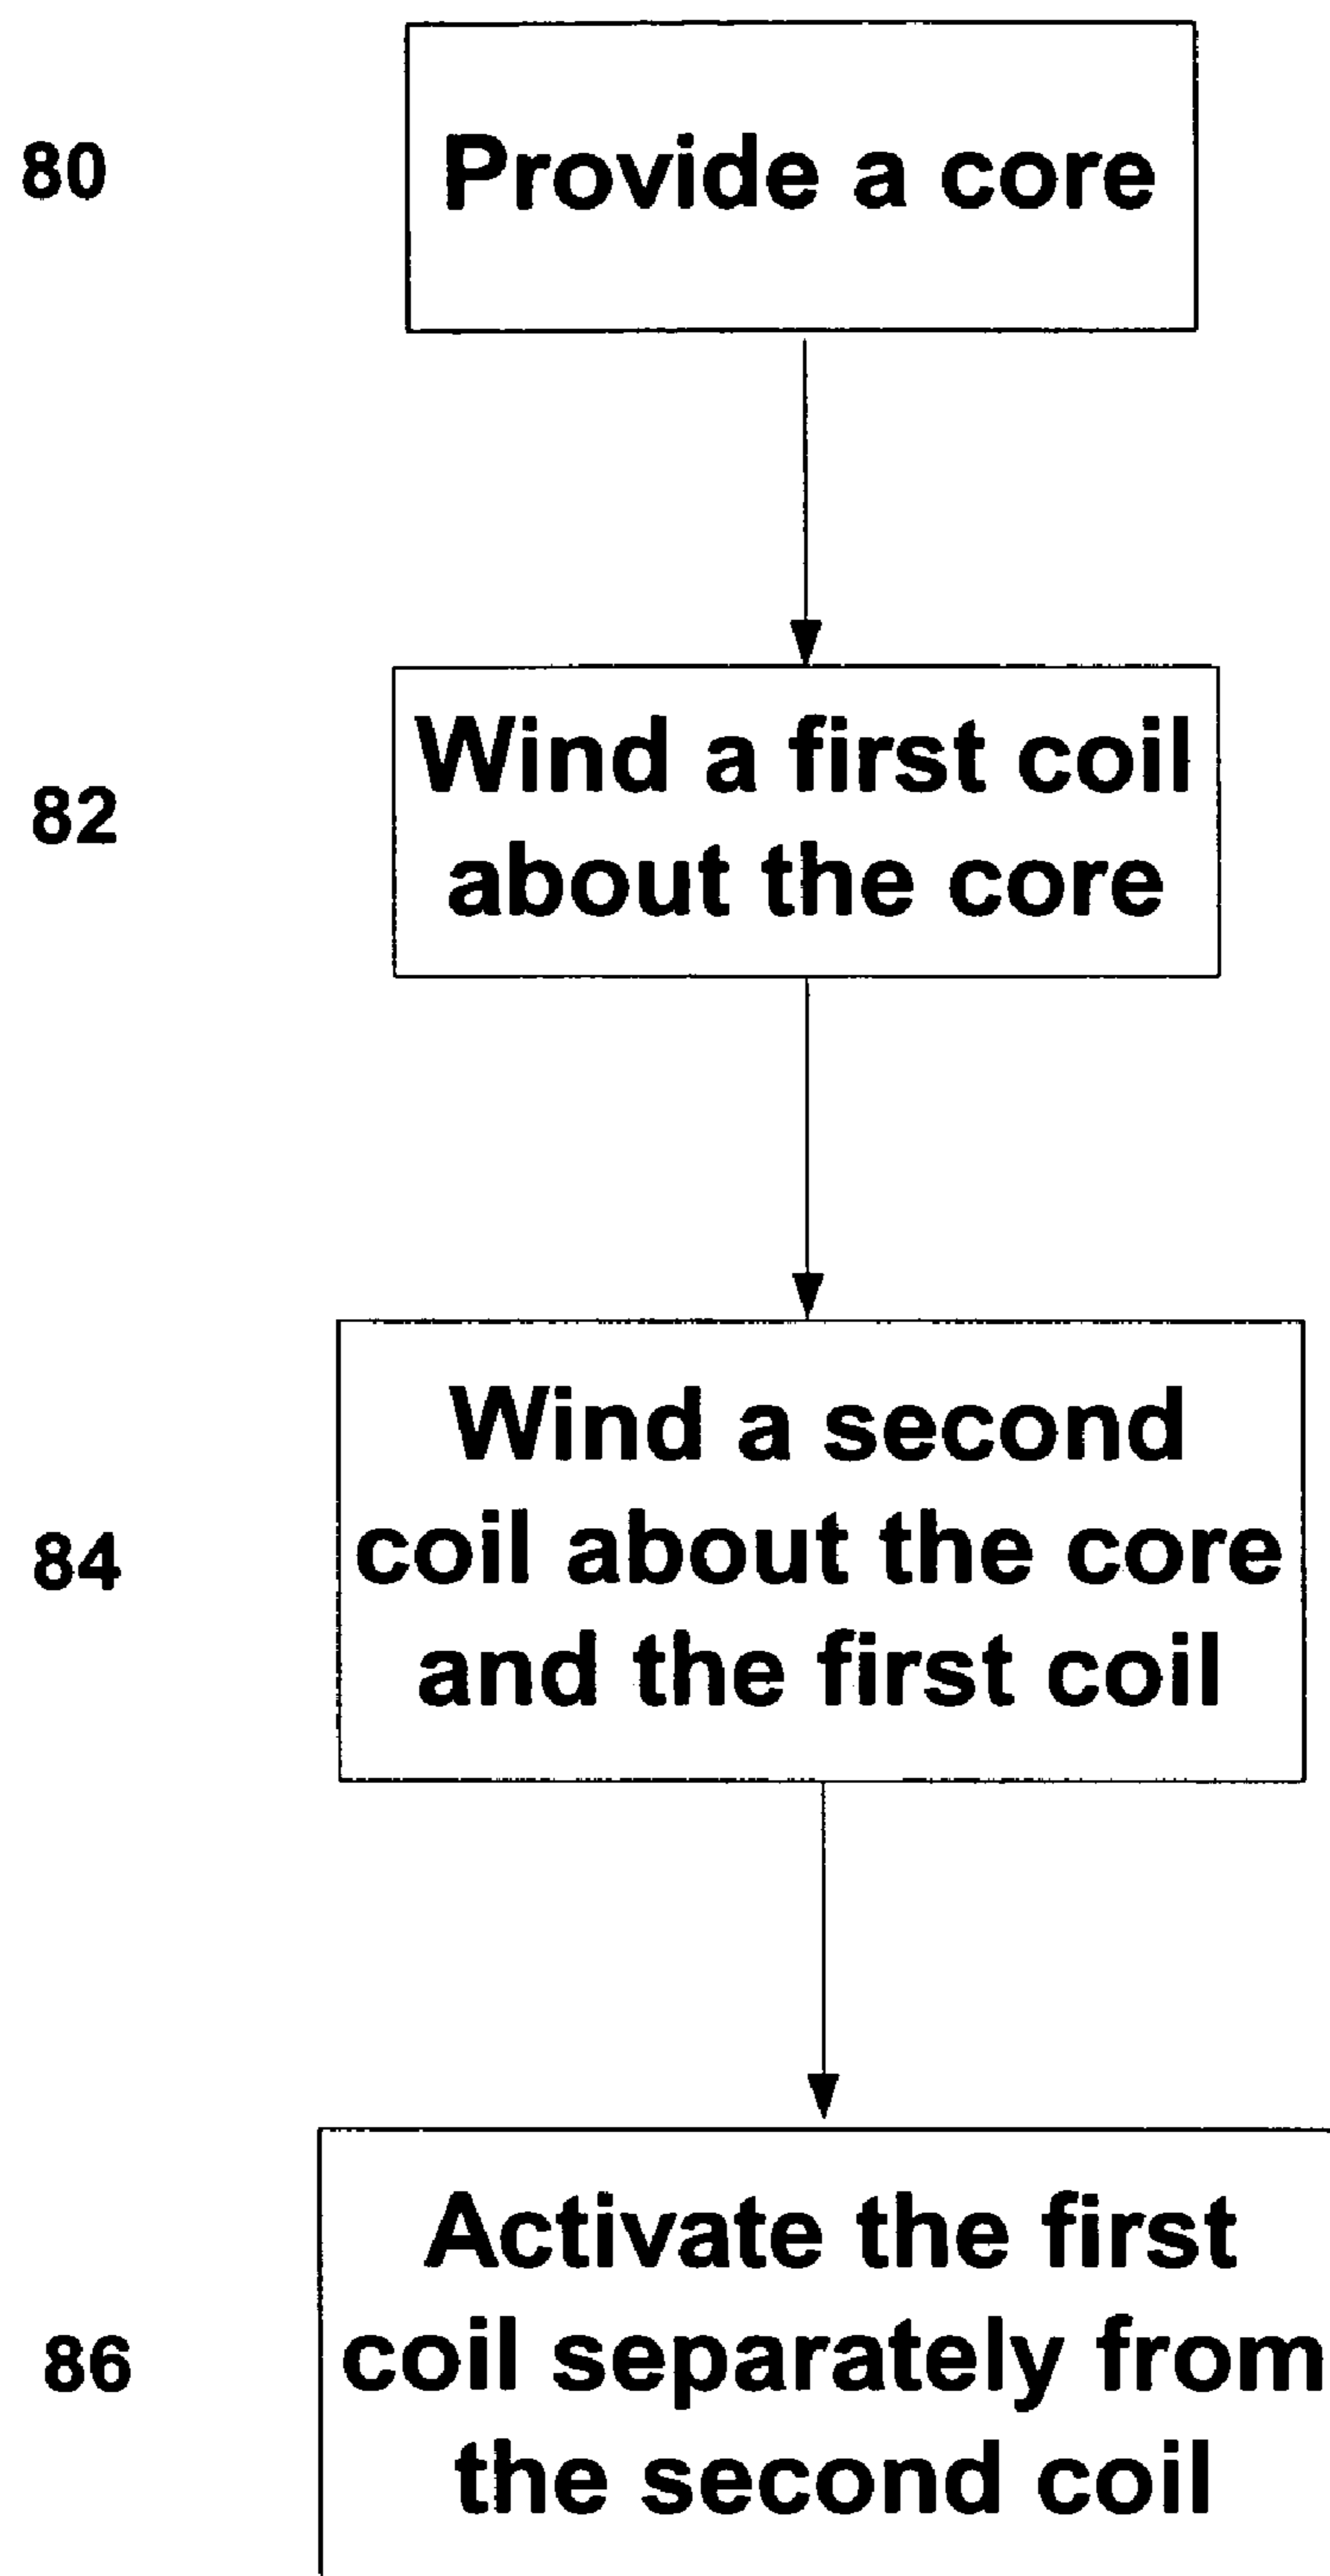 80
Provide a core
82
Wind a first coil
about the core
84
Wind a second
coil about the core
and the first coil
86
Activate the first
coil separately from
the second coil